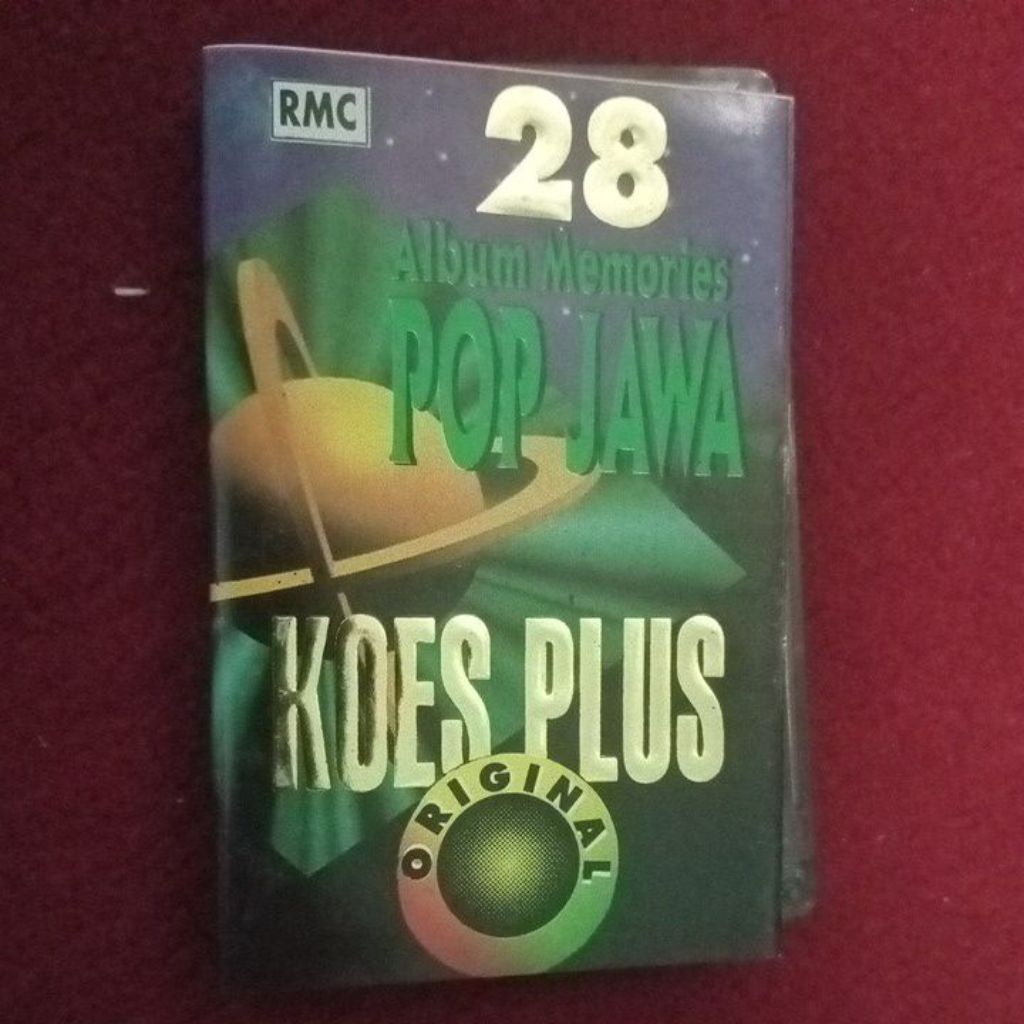 RMC
28
Album Memories
POP JAWA
KOES PLUS
ORIGINAL